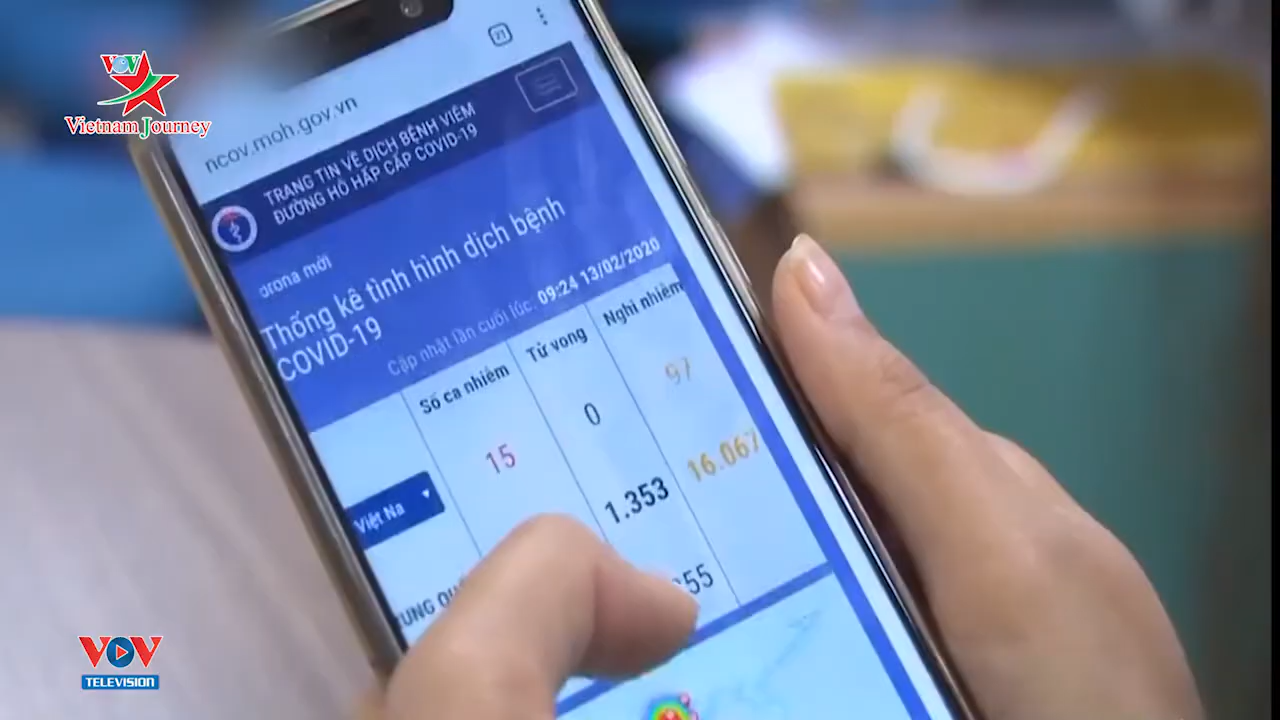 VOV
Vietnam Journey
21
ncov.moh.gov.vn
TRANG TIN VỀ DỊCH BỆNH VIÊM
ĐƯỜNG HÔ HẤP CẤP COVID-19
orona mới
Thống kê tình hình dịch bệnh
COVID-19
Cập nhật lần cuối lúc: 09:24 13/02/2020
Số ca nhiễm Tử vong Nghi nhiễm
Việt Na 15 0 97
1.353 16.067
55
VOV
TELEVISION